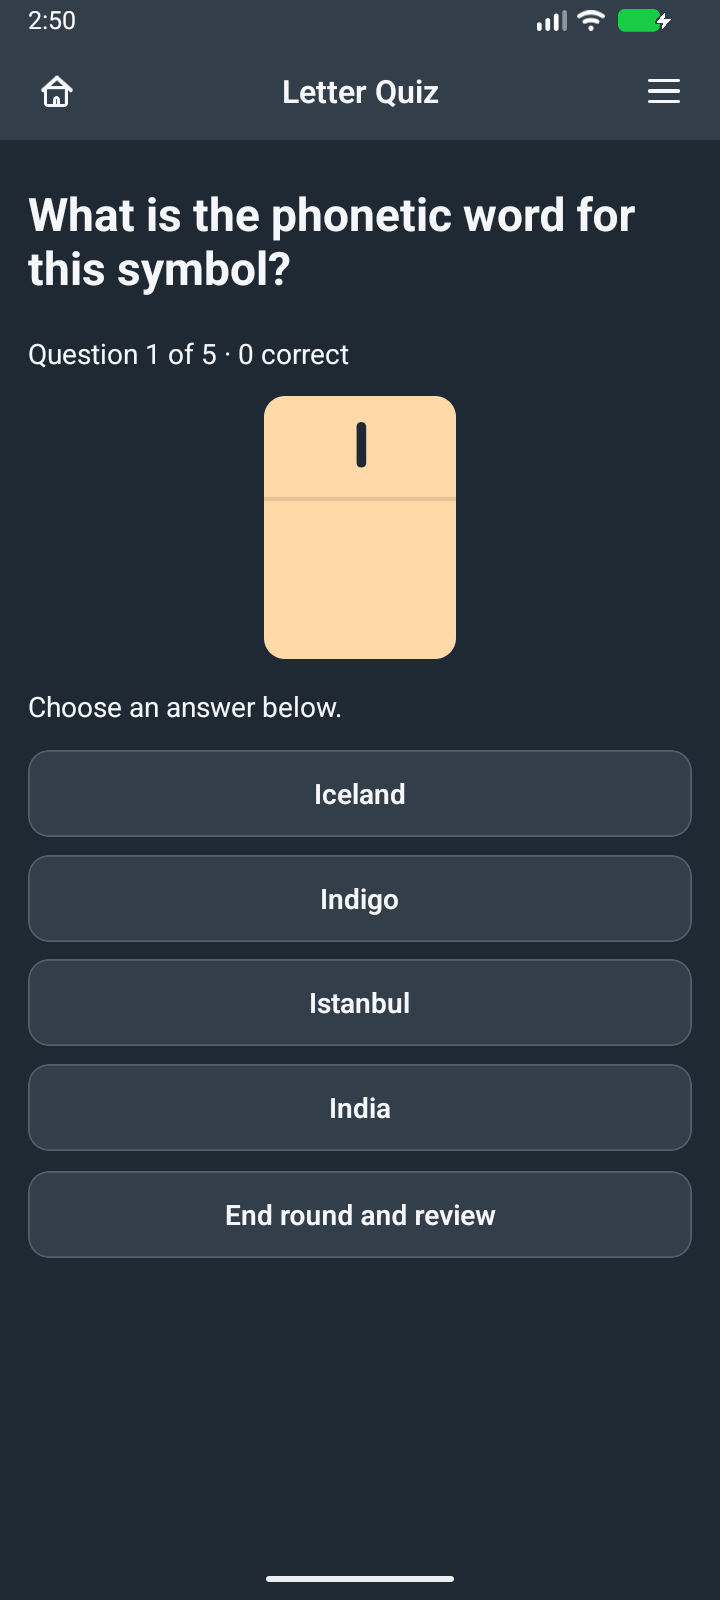 2:50
Letter Quiz
What is the phonetic word for
this symbol?
Question 1 of 5 · 0 correct
I
Choose an answer below.
Iceland
Indigo
Istanbul
India
End round and review